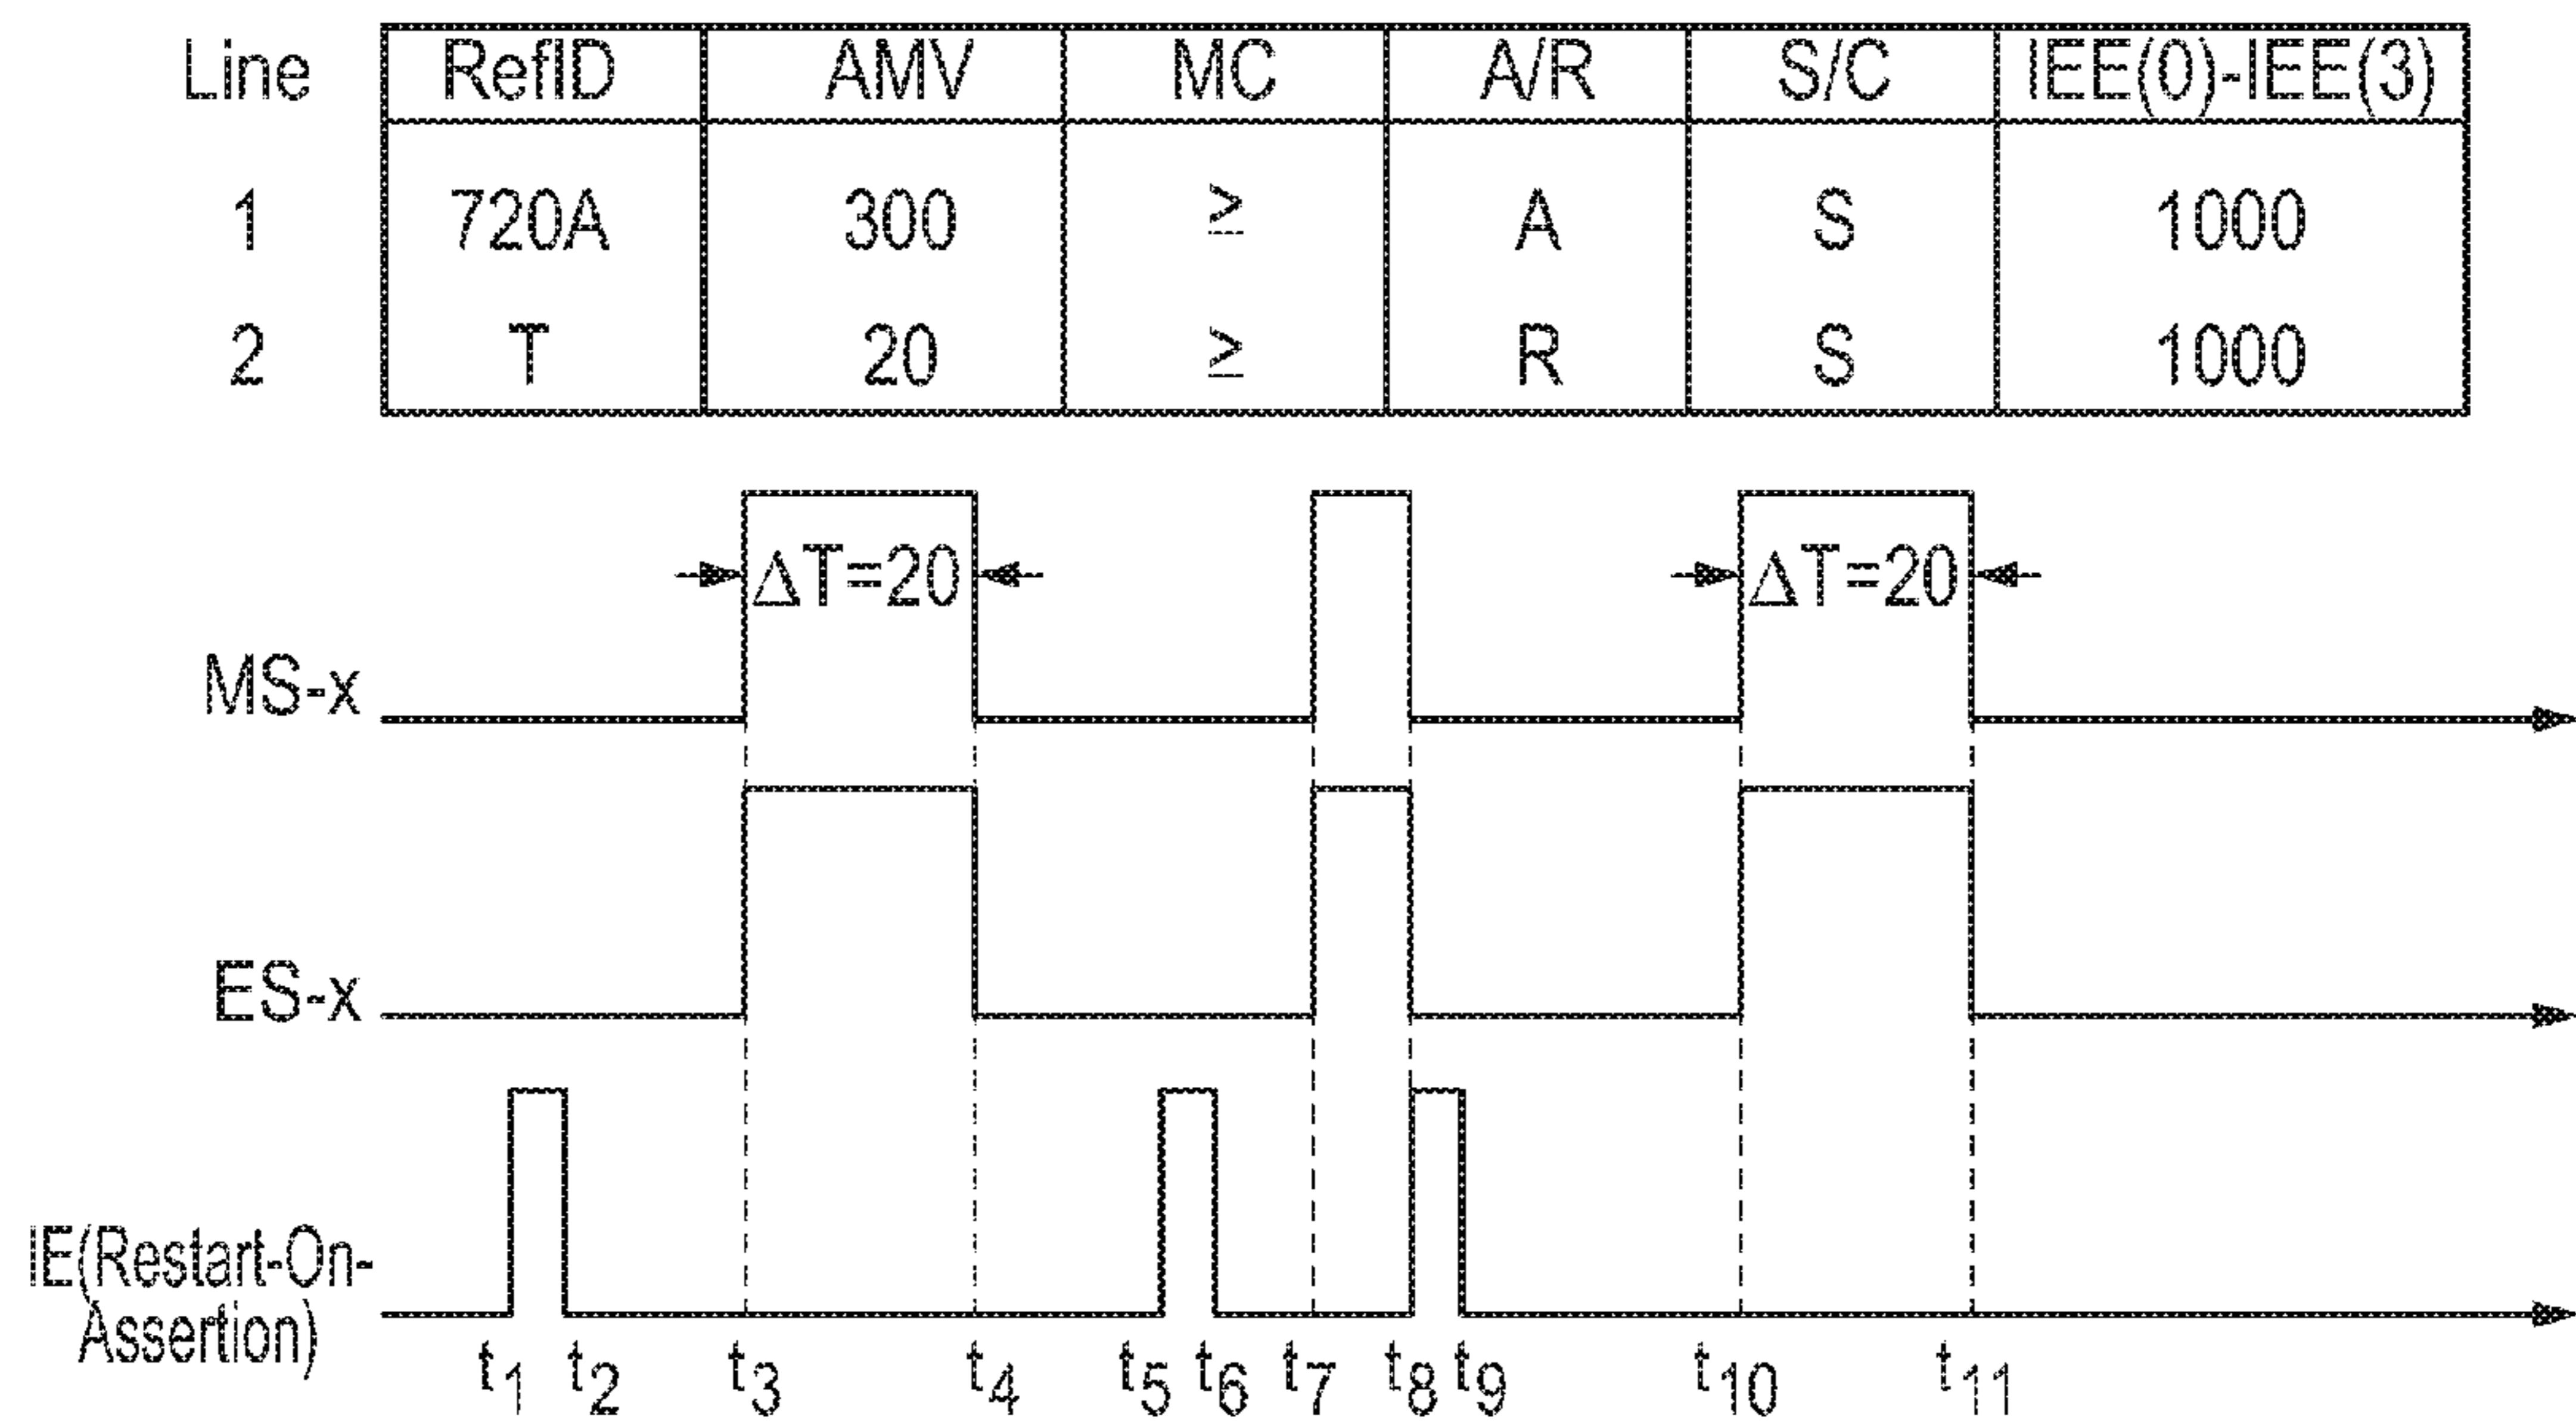 Line RefID AMV MC A/R S/C IEE(0)-IEE(3)
1 720A 300 ≥ A S 1000
2 T 20 ≥ R S 1000
ΔT=20 ΔT=20
MS-x
ES-x
IE(Restart-On-
Assertion)
t1 t2 t3 t4 t5 t6 t7 t8 t9 t10 t11